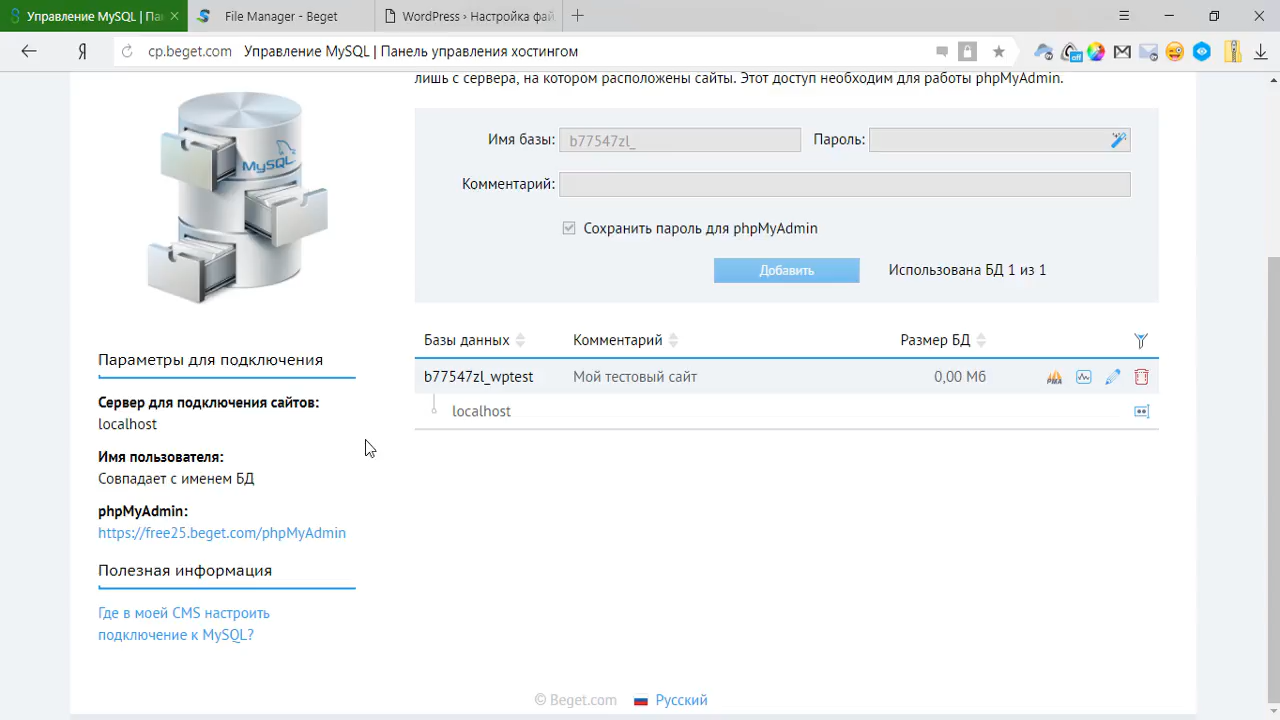 Управление MySQL | Па
File Manager - Beget
WordPress › Настройка фай
Я
cp.beget.com Управление MySQL | Панель управления хостингом
off
лишь с сервера, на котором расположены сайты. Этот доступ необходим для работы phpMyAdmin.
MySQL
Имя базы: b77547zl_ Пароль:
Комментарий:
Сохранить пароль для phpMyAdmin
Добавить Использована БД 1 из 1
Базы данных Комментарий Размер БД
b77547zl_wptest Мой тестовый сайт 0,00 Мб PMA
localhost
Параметры для подключения
Сервер для подключения сайтов:
localhost
Имя пользователя:
Совпадает с именем БД
phpMyAdmin:
https://free25.beget.com/phpMyAdmin
Полезная информация
Где в моей CMS настроить
подключение к MySQL?
© Beget.com Русский